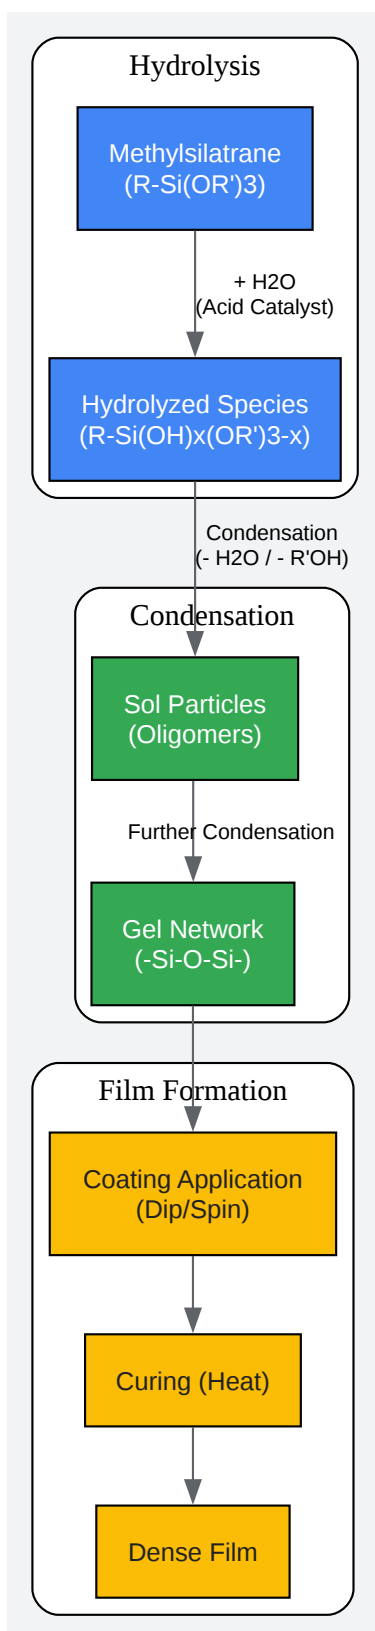 Hydrolysis
Methylsilatrane
(R-Si(OR')3)
+ H2O
(Acid Catalyst)
Hydrolyzed Species
(R-Si(OH)x(OR')3-x)
Condensation
(- H2O / - R'OH)
Condensation
Sol Particles
(Oligomers)
Further Condensation
Gel Network
(-Si-O-Si-)
Film Formation
Coating Application
(Dip/Spin)
Curing (Heat)
Dense Film